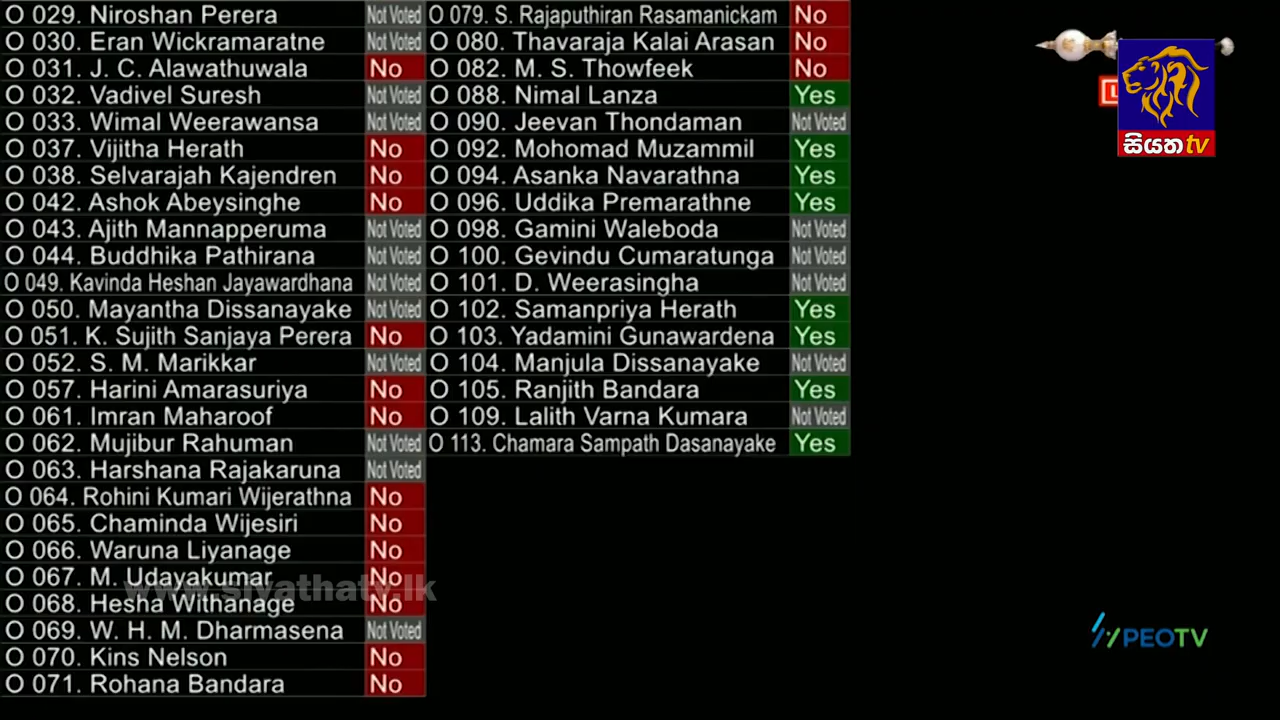 O 029. Niroshan Perera Not Voted
O 030. Eran Wickramaratne Not Voted
O 031. J. C. Alawathuwala No
O 032. Vadivel Suresh Not Voted
O 033. Wimal Weerawansa Not Voted
O 037. Vijitha Herath No
O 038. Selvarajah Kajendren No
O 042. Ashok Abeysinghe No
O 043. Ajith Mannapperuma Not Voted
O 044. Buddhika Pathirana Not Voted
O 049. Kavinda Heshan Jayawardhana Not Voted
O 050. Mayantha Dissanayake Not Voted
O 051. K. Sujith Sanjaya Perera No
O 052. S. M. Marikkar Not Voted
O 057. Harini Amarasuriya No
O 061. Imran Maharoof No
O 062. Mujibur Rahuman Not Voted
O 063. Harshana Rajakaruna Not Voted
O 064. Rohini Kumari Wijerathna No
O 065. Chaminda Wijesiri No
O 066. Waruna Liyanage No
O 067. M. Udayakumar No
O 068. Hesha Withanage No
O 069. W. H. M. Dharmasena Not Voted
O 070. Kins Nelson No
O 071. Rohana Bandara No
O 079. S. Rajaputhiran Rasamanickam No
O 080. Thavaraja Kalai Arasan No
O 082. M. S. Thowfeek No
O 088. Nimal Lanza Yes
O 090. Jeevan Thondaman Not Voted
O 092. Mohomad Muzammil Yes
O 094. Asanka Navarathna Yes
O 096. Uddika Premarathne Yes
O 098. Gamini Waleboda Not Voted
O 100. Gevindu Cumaratunga Not Voted
O 101. D. Weerasingha Not Voted
O 102. Samanpriya Herath Yes
O 103. Yadamini Gunawardena Yes
O 104. Manjula Dissanayake Not Voted
O 105. Ranjith Bandara Yes
O 109. Lalith Varna Kumara Not Voted
O 113. Chamara Sampath Dasanayake Yes
සියත tv
www.siyathatv.lk
PEOTV